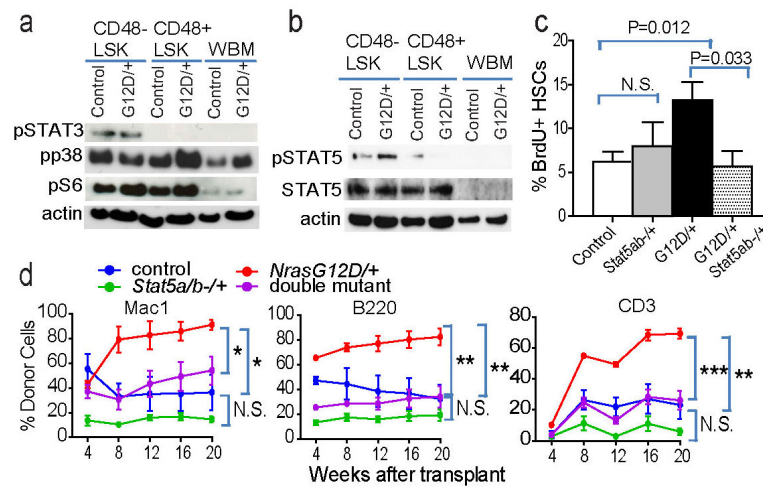 a
CD48- CD48+
LSK LSK WBM
Control
G12D/+
Control
G12D/+
Control
G12D/+
pSTAT3
pp38
pS6
actin
b
CD48- CD48+
LSK LSK WBM
Control
G12D/+
Control
G12D/+
Control
G12D/+
pSTAT5
STAT5
actin
c
% BrdU+ HSCs
20
15
10
5
0
P=0.012
P=0.033
N.S.
Control
Stat5ab-/+
G12D/+
G12D/+
Stat5ab-/+
d
control
NrasG12D/+
Stat5a/b-/+
double mutant
Mac1
% Donor Cells
100
80
60
40
20
0
4 8 12 16 20
*
*
N.S.
B220
100
80
60
40
20
0
4 8 12 16 20
**
**
N.S.
CD3
80
60
40
20
0
4 8 12 16 20
***
**
N.S.
Weeks after transplant